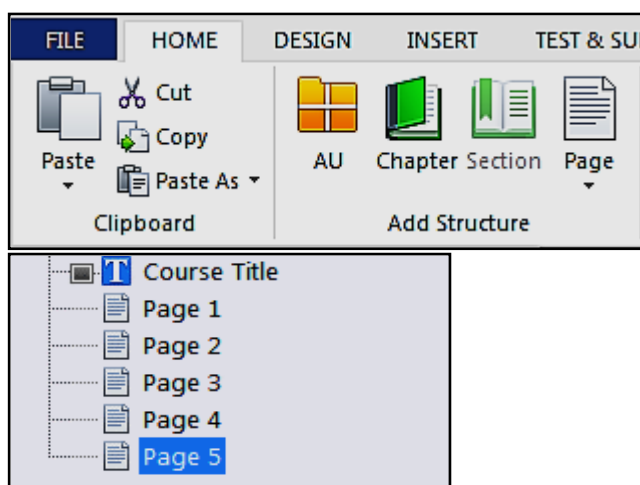 FILE HOME DESIGN INSERT TEST & SU
Cut
Copy
Paste
Paste As
AU Chapter Section Page
Clipboard Add Structure
T Course Title
Page 1
Page 2
Page 3
Page 4
Page 5